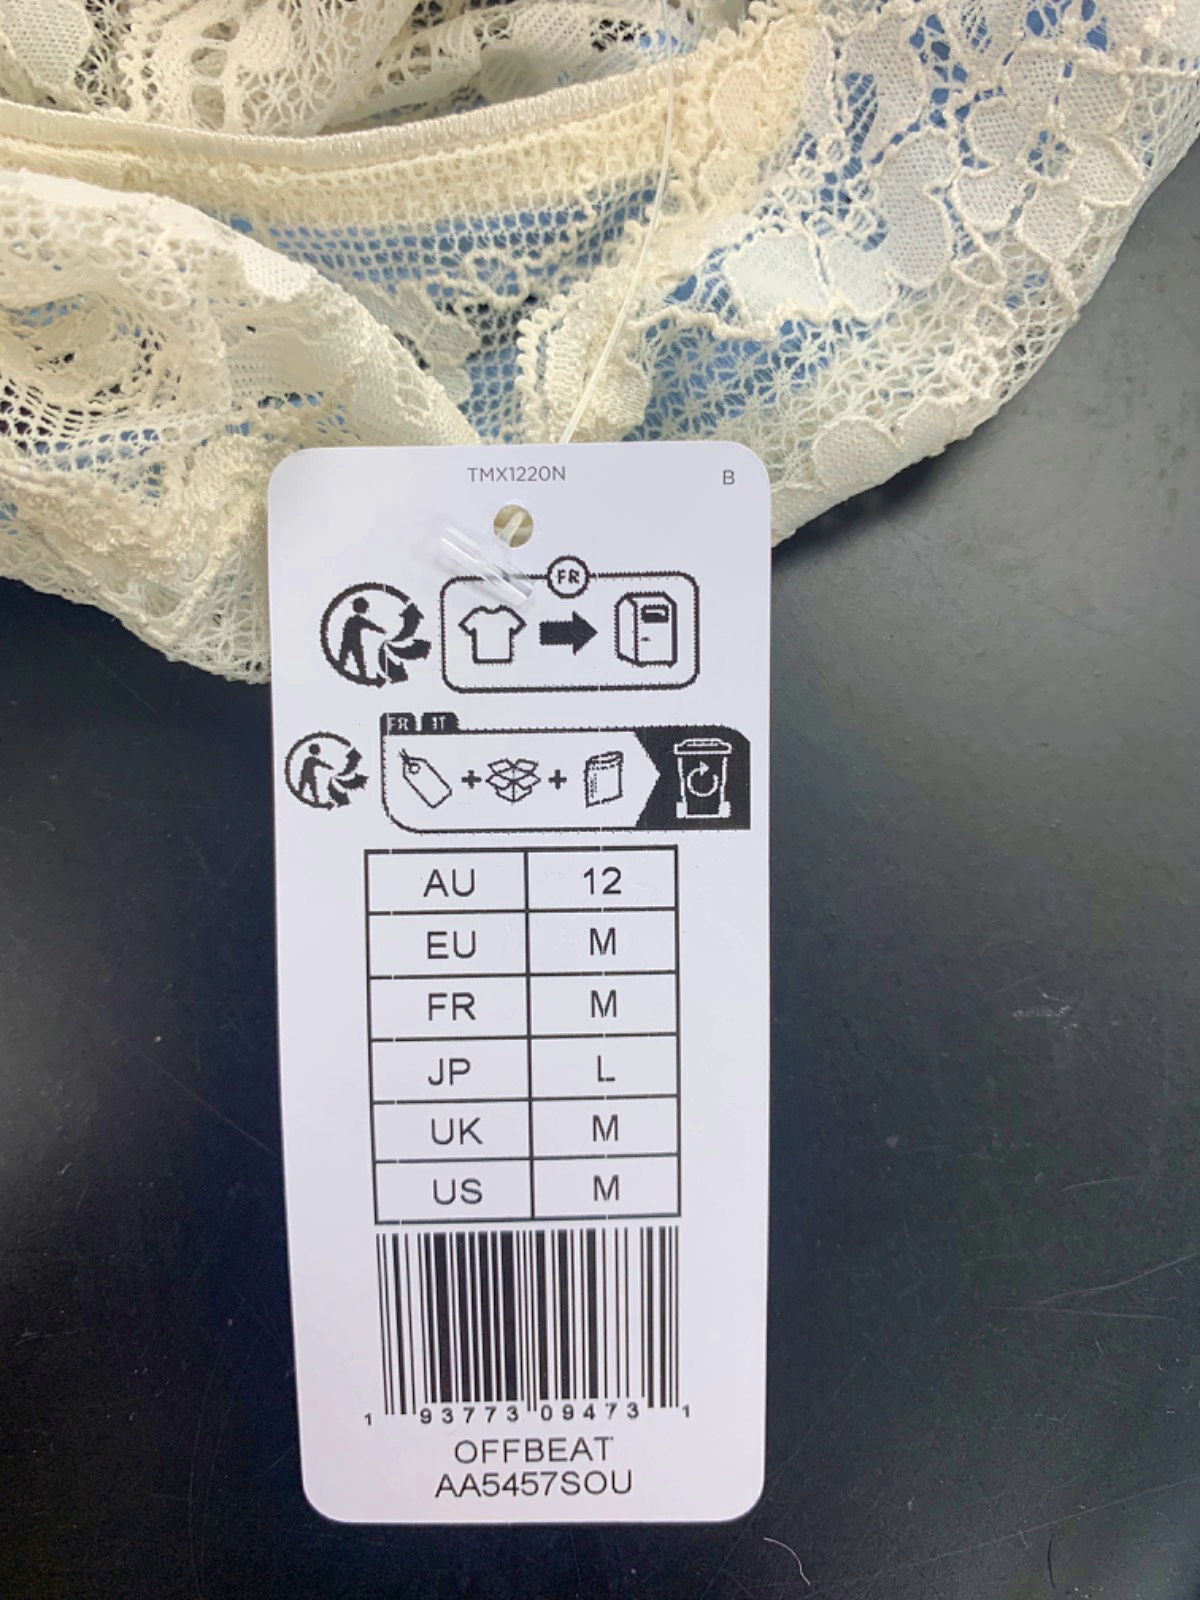 TMX1220N B
FR
FR IT
AU 12
EU M
FR M
JP L
UK M
US M
1 93773 09473 1
OFFBEAT
AA5457SOU